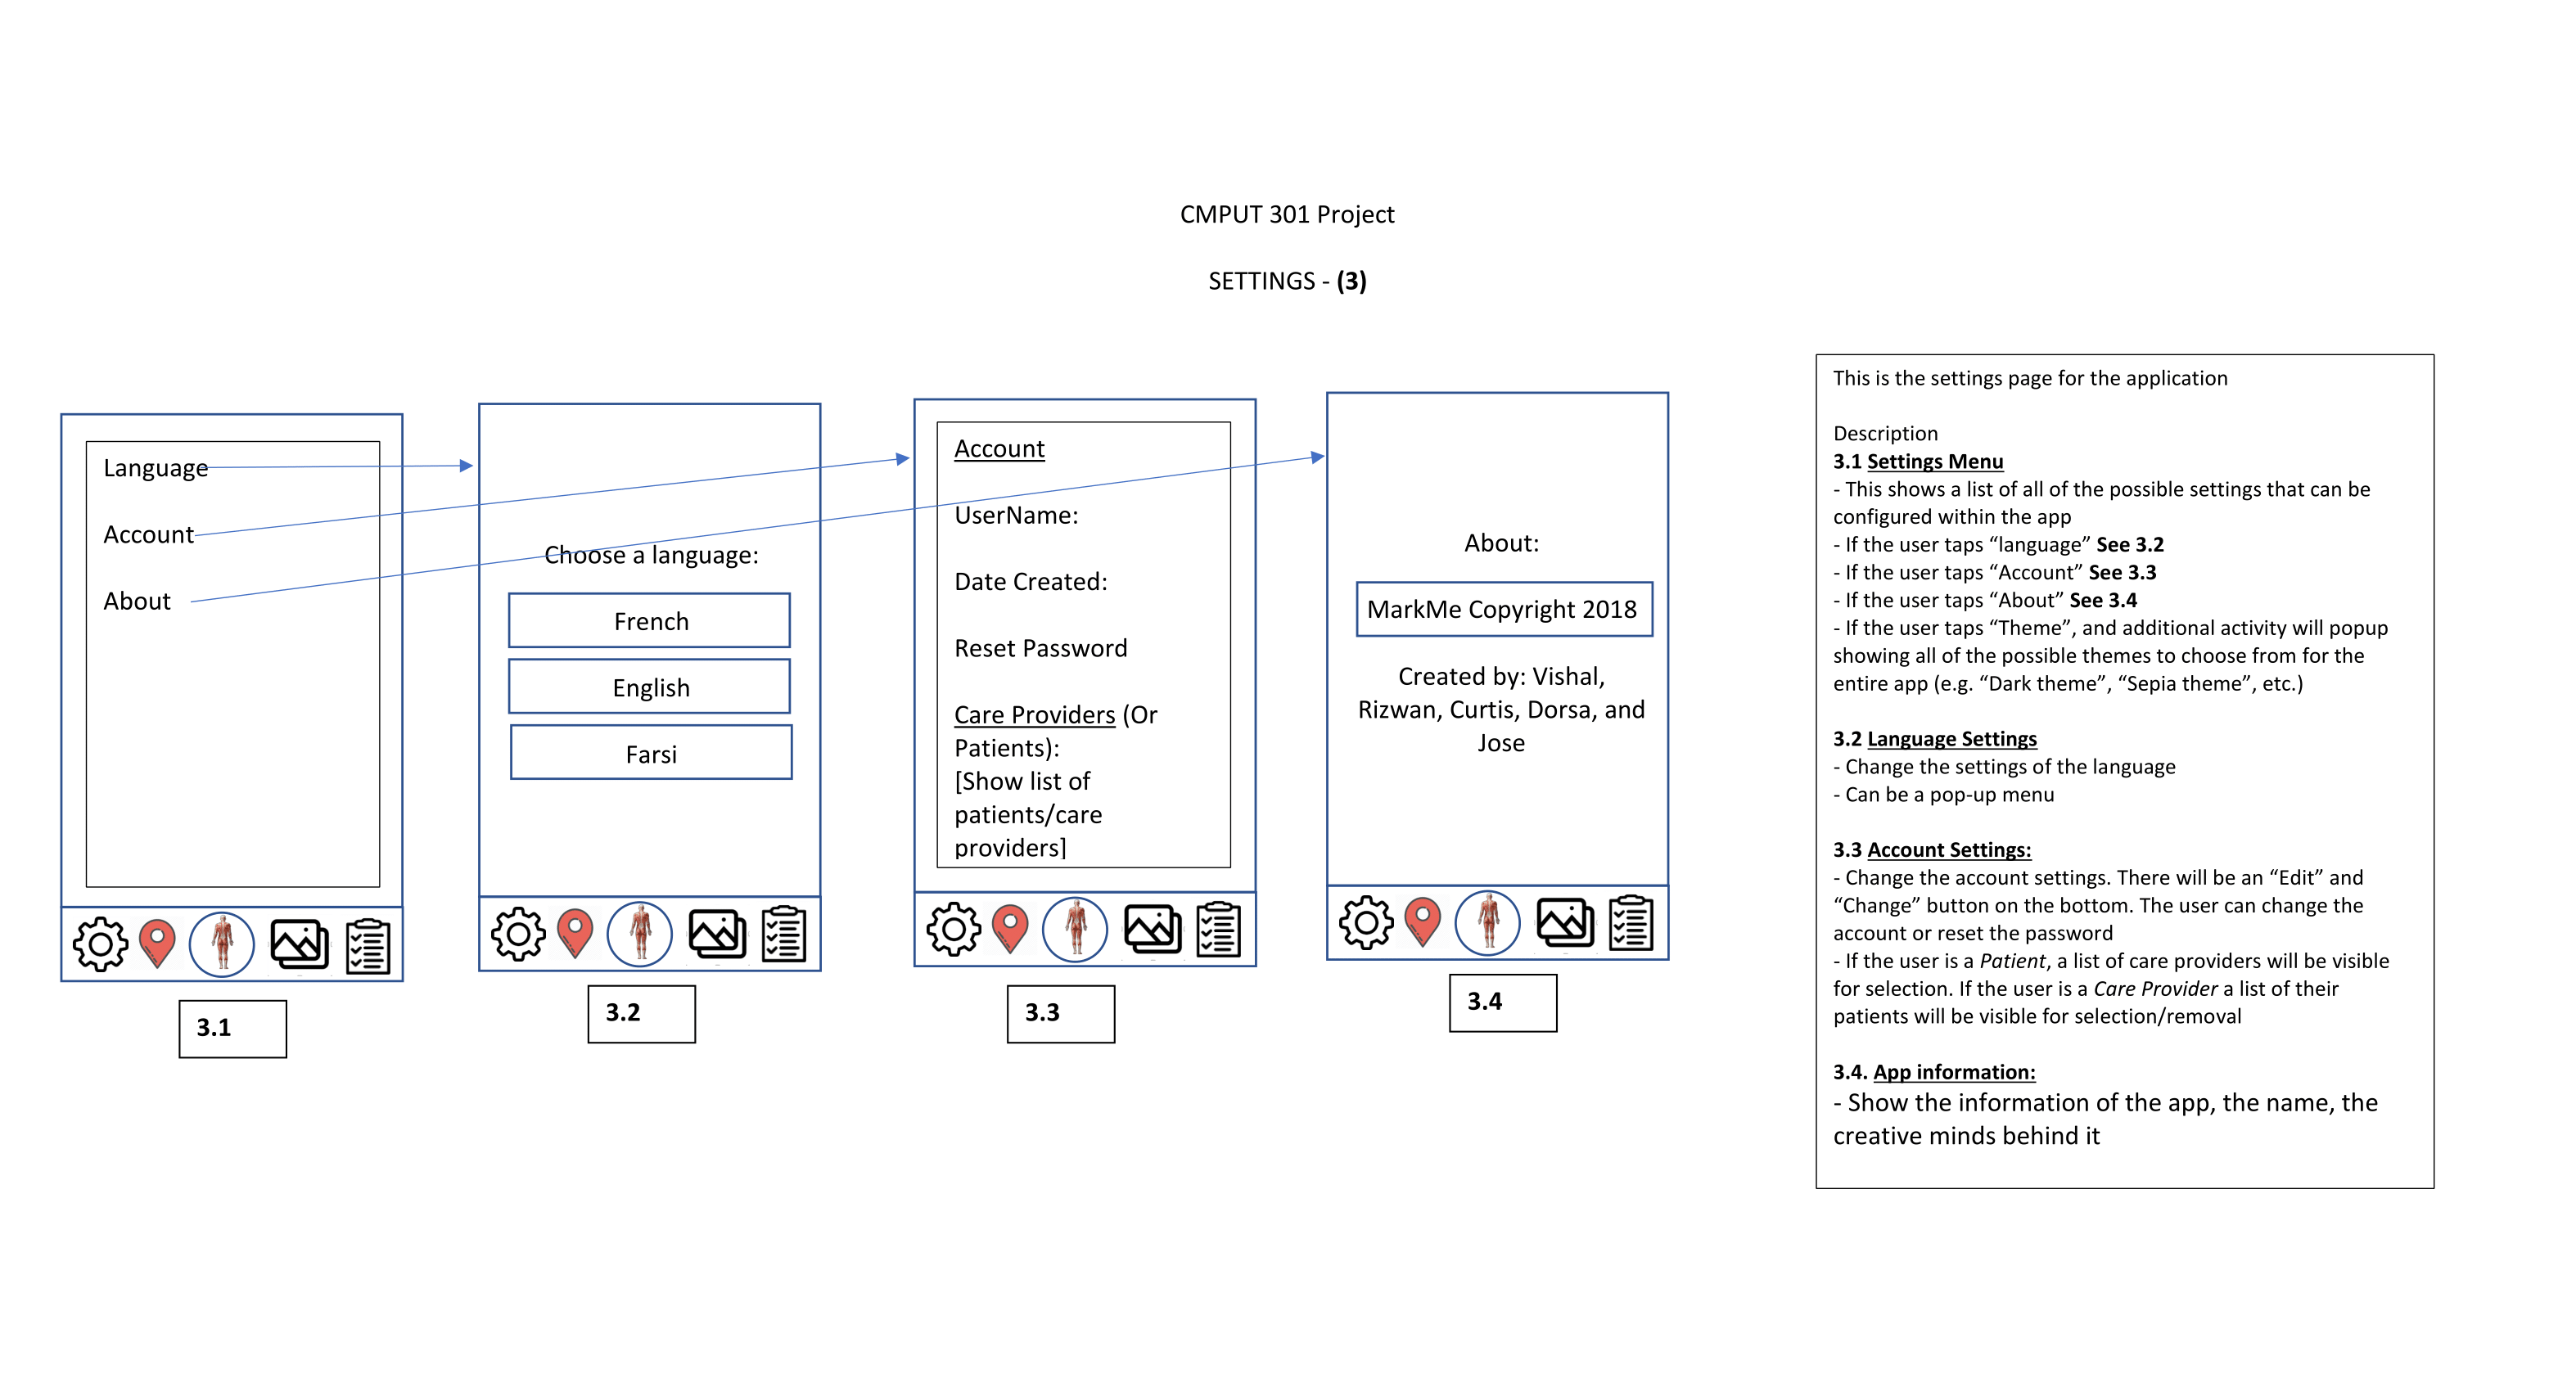 CMPUT 301 Project
SETTINGS - (3)
Language
Account
About
3.1
Choose a language:
French
English
Farsi
3.2
Account
UserName:
Date Created:
Reset Password
Care Providers (Or
Patients):
[Show list of
patients/care
providers]
3.3
About:
MarkMe Copyright 2018
Created by: Vishal,
Rizwan, Curtis, Dorsa, and
Jose
3.4
This is the settings page for the application
Description
3.1 Settings Menu
- This shows a list of all of the possible settings that can be
configured within the app
- If the user taps “language” See 3.2
- If the user taps “Account” See 3.3
- If the user taps “About” See 3.4
- If the user taps “Theme”, and additional activity will popup
showing all of the possible themes to choose from for the
entire app (e.g. “Dark theme”, “Sepia theme”, etc.)
3.2 Language Settings
- Change the settings of the language
- Can be a pop-up menu
3.3 Account Settings:
- Change the account settings. There will be an “Edit” and
“Change” button on the bottom. The user can change the
account or reset the password
- If the user is a Patient, a list of care providers will be visible
for selection. If the user is a Care Provider a list of their
patients will be visible for selection/removal
3.4. App information:
- Show the information of the app, the name, the
creative minds behind it